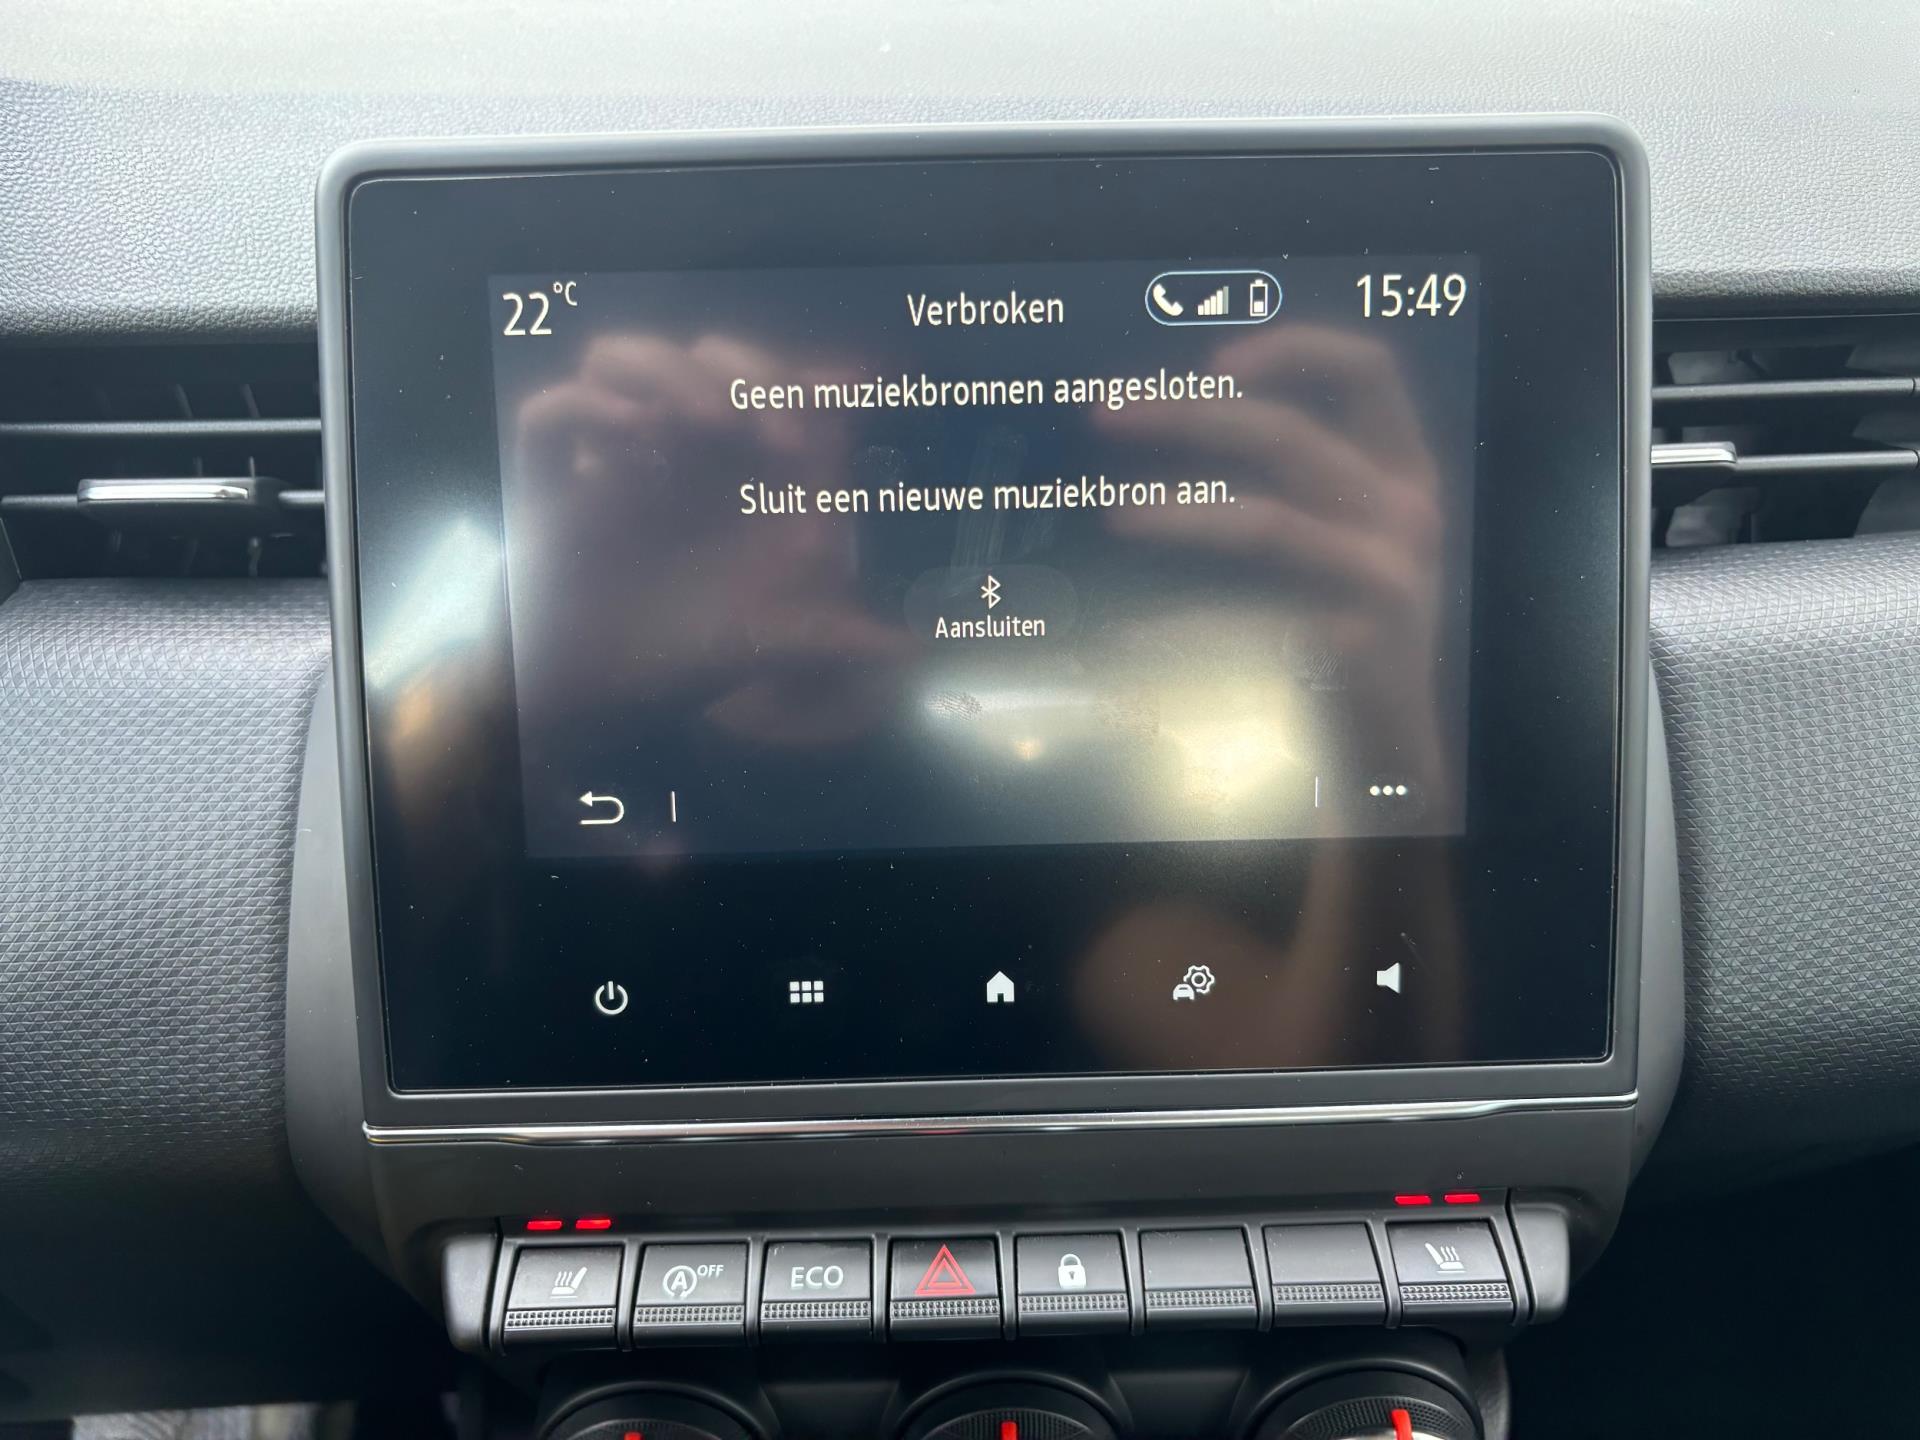 22°C Verbroken 15:49
Geen muziekbronnen aangesloten.
Sluit een nieuwe muziekbron aan.
Aansluiten
A OFF ECO